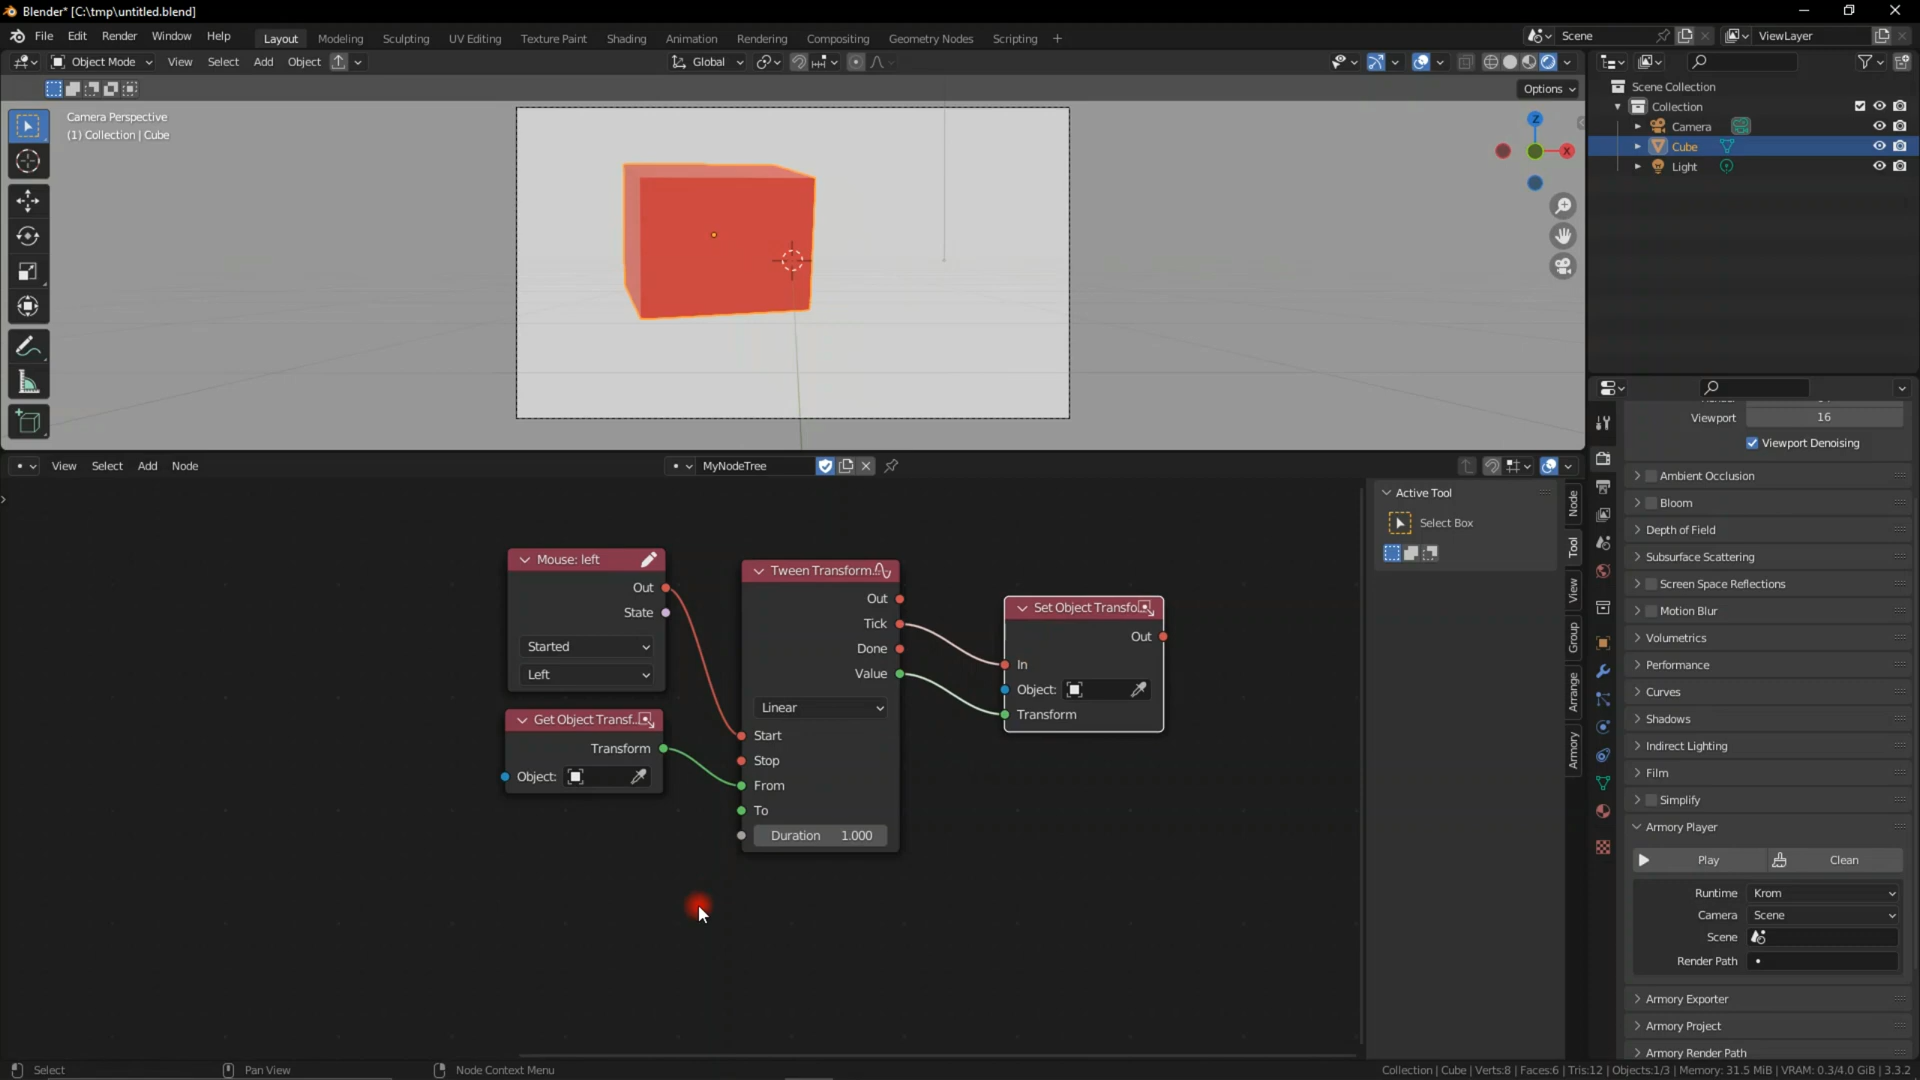 Blender* [C:\tmp\untitled.blend]
File Edit Render Window Help
Layout Modeling Sculpting UV Editing Texture Paint Shading Animation Rendering Compositing Geometry Nodes Scripting +
Scene
ViewLayer
Object Mode View Select Add Object
Global
Options
Camera Perspective
(1) Collection | Cube
Z
X
Scene Collection
Collection
Camera
Cube
Light
View Select Add Node
MyNodeTree
Active Tool
Select Box
Node
Tool
View
Group
Arrange
Armory
Mouse: left
Out
State
Started
Left
Get Object Transf...
Transform
Object:
Tween Transform...
Out
Tick
Done
Value
Linear
Start
Stop
From
To
Duration 1.000
Set Object Transfo...
Out
In
Object:
Transform
Viewport 16
Viewport Denoising
Ambient Occlusion
Bloom
Depth of Field
Subsurface Scattering
Screen Space Reflections
Motion Blur
Volumetrics
Performance
Curves
Shadows
Indirect Lighting
Film
Simplify
Armory Player
Play Clean
Runtime Krom
Camera Scene
Scene
Render Path
Armory Exporter
Armory Project
Armory Render Path
Select Pan View Node Context Menu
Collection | Cube | Verts:8 | Faces:6 | Tris:12 | Objects:1/3 | Memory: 31.5 MiB | VRAM: 0.3/4.0 GiB | 3.3.2